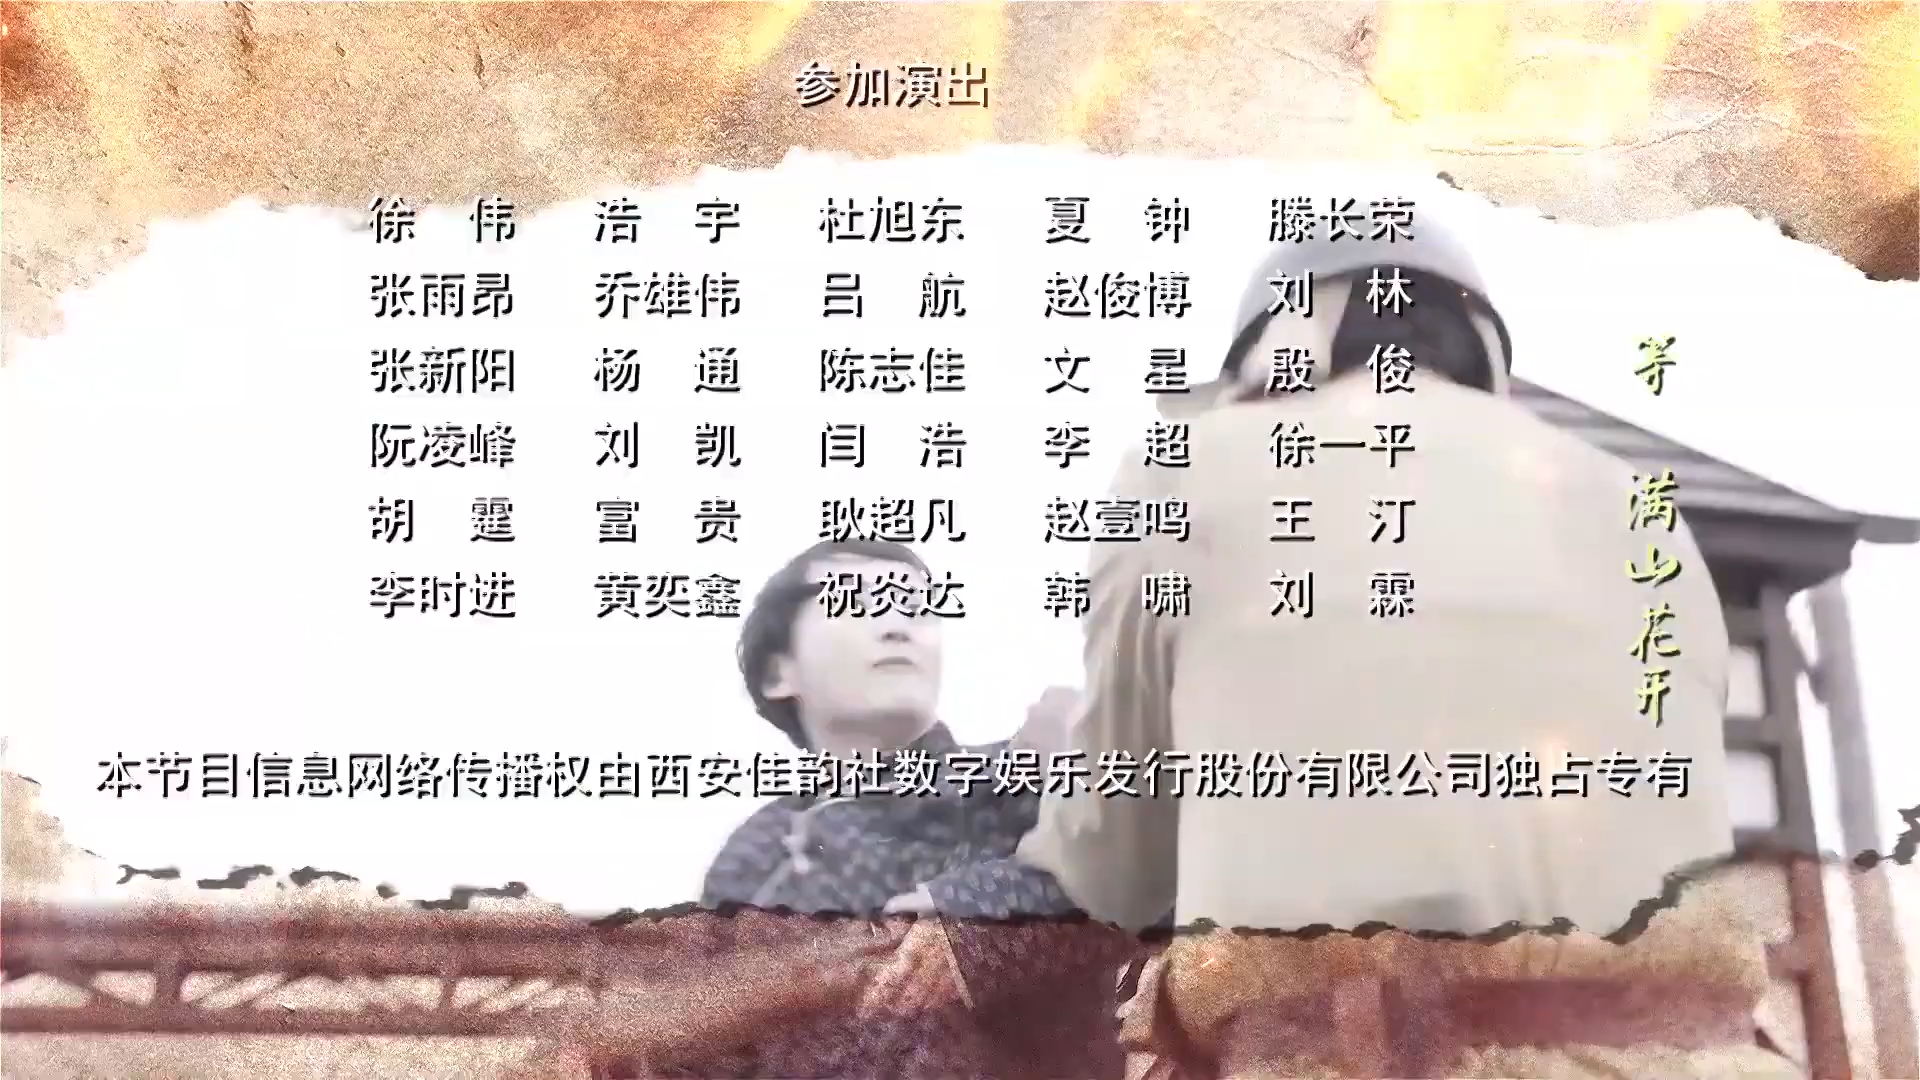 参加演出
徐 伟 浩 宇 杜旭东 夏 钟 滕长荣
张雨昂 乔雄伟 吕 航 赵俊博 刘 林
张新阳 杨 通 陈志佳 文 星 殷 俊
阮凌峰 刘 凯 闫 浩 李 超 徐一平
胡 霆 富 贵 耿超凡 赵壹鸣 王 汀
李时进 黄奕鑫 祝炎达 韩 啸 刘 霖
等 满山花开
本节目信息网络传播权由西安佳韵社数字娱乐发行股份有限公司独占专有